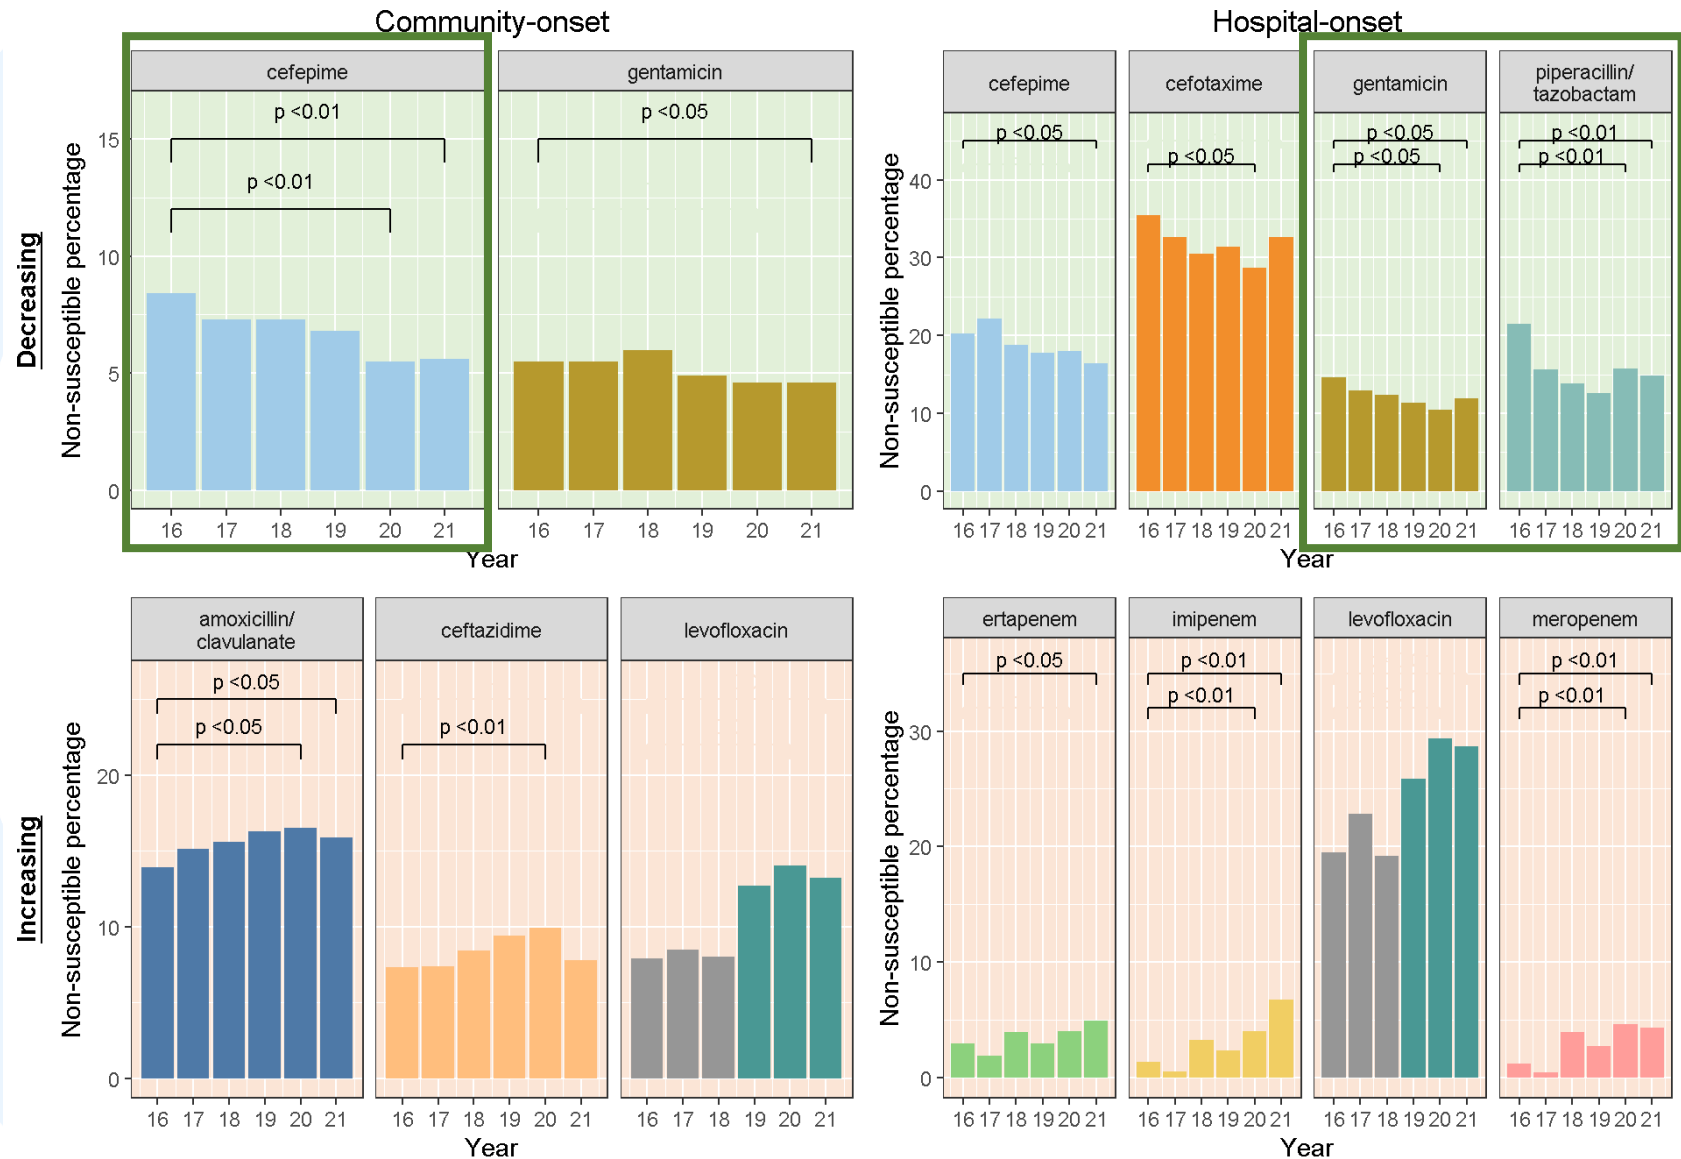 Community-onset
Hospital-onset
Decreasing
Non-susceptible percentage
cefepime
gentamicin
p <0.01
p <0.01
p <0.05
15
10
5
0
16 17 18 19 20 21
16 17 18 19 20 21
Year
Non-susceptible percentage
cefepime
cefotaxime
gentamicin
piperacillin/
tazobactam
p <0.05
p <0.05
p <0.05
p <0.05
p <0.01
p <0.01
40
30
20
10
0
16 17 18 19 20 21
16 17 18 19 20 21
16 17 18 19 20 21
16 17 18 19 20 21
Year
Increasing
Non-susceptible percentage
amoxicillin/
clavulanate
ceftazidime
levofloxacin
p <0.05
p <0.05
p <0.01
20
10
0
16 17 18 19 20 21
16 17 18 19 20 21
16 17 18 19 20 21
Year
Non-susceptible percentage
ertapenem
imipenem
levofloxacin
meropenem
p <0.05
p <0.01
p <0.01
p <0.01
p <0.01
30
20
10
0
16 17 18 19 20 21
16 17 18 19 20 21
16 17 18 19 20 21
16 17 18 19 20 21
Year